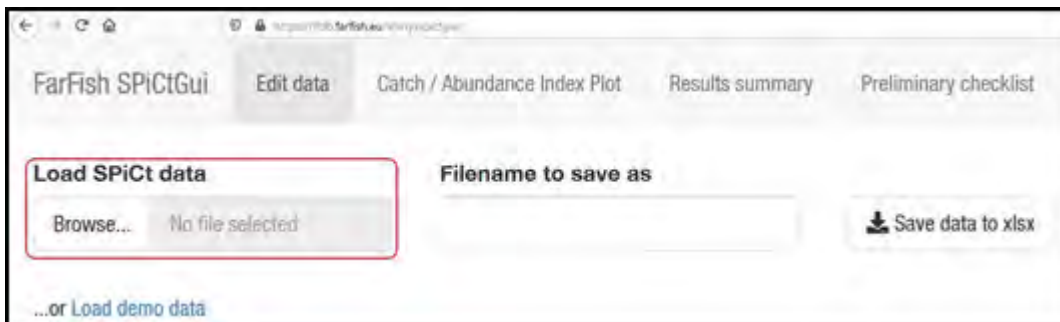 FarFish SPiCtGui Edit data Catch / Abundance Index Plot Results summary Preliminary checklist
Load SPiCt data Filename to save as
Browse... No file selected Save data to xlsx
...or Load demo data